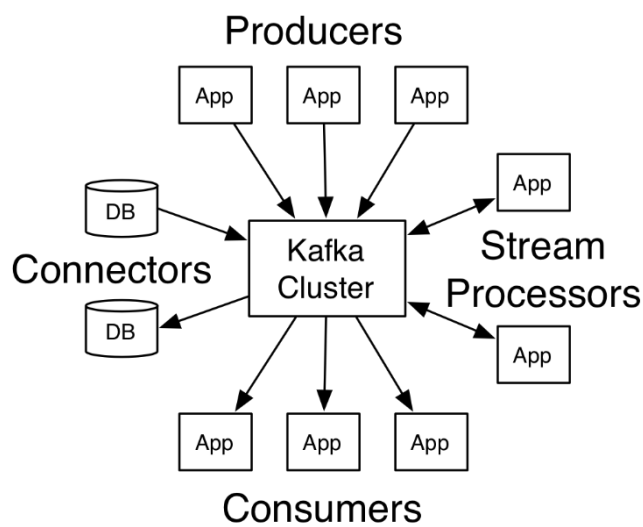 Producers
App
App
App
DB
App
Kafka
Cluster
Stream
Processors
Connectors
DB
App
App
App
App
Consumers